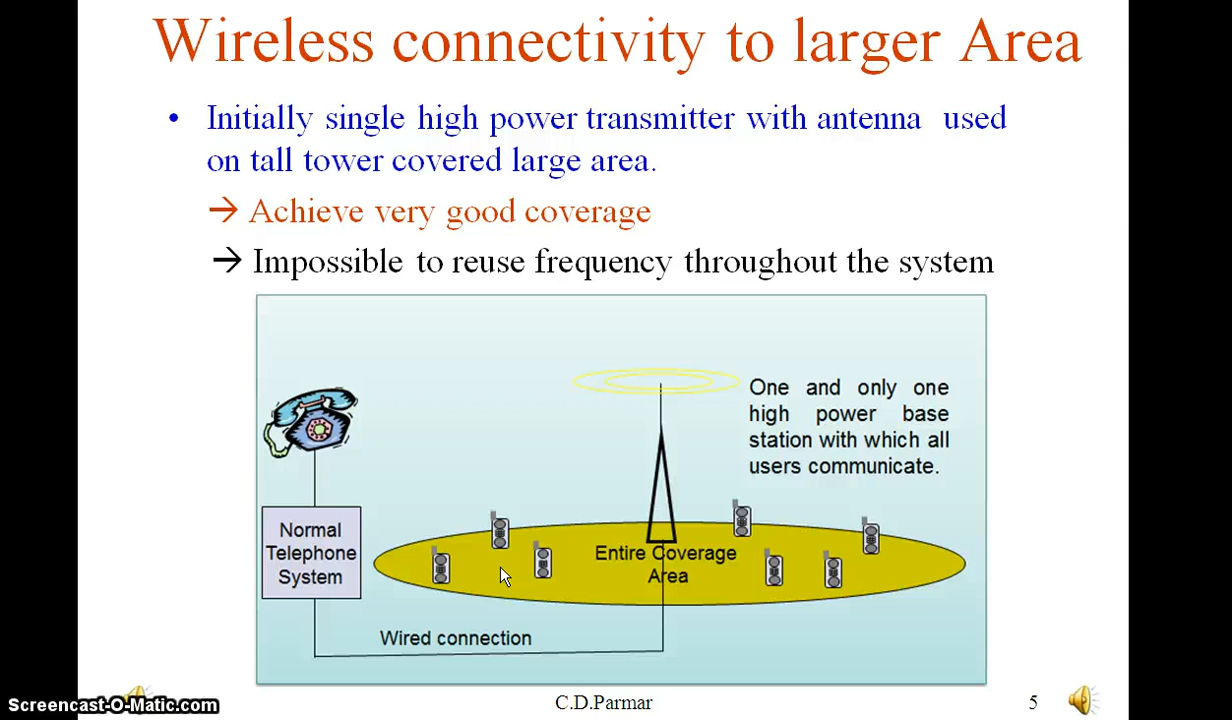 Wireless connectivity to larger Area
• Initially single high power transmitter with antenna used
on tall tower covered large area.
→ Achieve very good coverage
→ Impossible to reuse frequency throughout the system
One and only one
high power base
station with which all
users communicate.
Normal
Telephone
System
Entire Coverage
Area
Wired connection
Screencast-O-Matic.com
C.D.Parmar
5